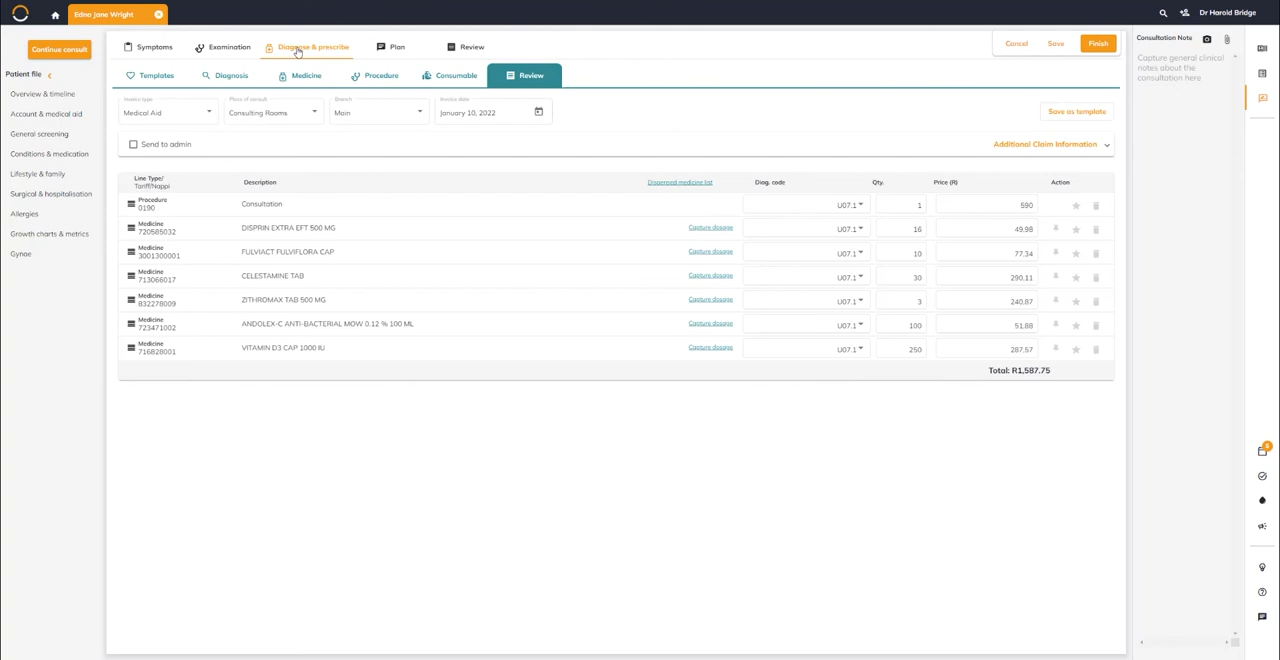 Edna Jane Wright
Dr Harold Bridge
Continue consult
Patient file
Overview & timeline
Account & medical aid
General screening
Conditions & medication
Lifestyle & family
Surgical & hospitalisation
Allergies
Growth charts & metrics
Gynae
Symptoms Examination Diagnose & prescribe Plan Review
Cancel Save Finish
Templates Diagnosis Medicine Procedure Consumable Review
Invoice type Place of consult Branch Invoice date
Medical Aid Consulting Rooms Main January 10, 2022
Save as template
Send to admin Additional Claim Information
Line Type/
Tariff/Nappi Description Dispensed medicine list Diag. code Qty. Price (R) Action
Procedure
0190 Consultation U07.1 1 590
Medicine
720585032 DISPRIN EXTRA EFT 500 MG Capture dosage U07.1 16 49,98
Medicine
3001300001 FULVIACT FULVIFLORA CAP Capture dosage U07.1 10 77,34
Medicine
713066017 CELESTAMINE TAB Capture dosage U07.1 30 290,11
Medicine
832278009 ZITHROMAX TAB 500 MG Capture dosage U07.1 3 240,87
Medicine
723471002 ANDOLEX-C ANTI-BACTERIAL MOW 0.12 % 100 ML Capture dosage U07.1 100 51,88
Medicine
716828001 VITAMIN D3 CAP 1000 IU Capture dosage U07.1 250 287,57
Total: R1,587.75
Consultation Note
Capture general clinical
notes about the
consultation here